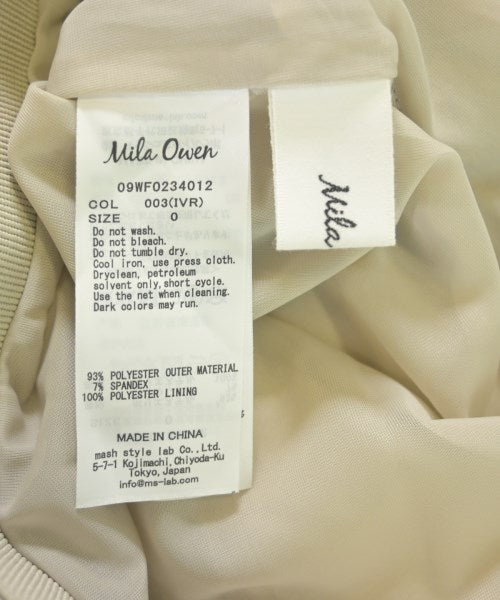 Mila Owen
09WF0234012
COL 003(IVR)
SIZE 0
Do not wash.
Do not bleach.
Do not tumble dry.
Cool iron, use press cloth.
Dryclean, petroleum
solvent only, short cycle.
Use the net when cleaning.
Dark colors may run.
93% POLYESTER OUTER MATERIAL
7% SPANDEX
100% POLYESTER LINING
MADE IN CHINA
mash style lab Co., Ltd.
5-7-1 Kojimachi, Chiyoda-Ku
Tokyo, Japan
info@ms-lab.com
Mila